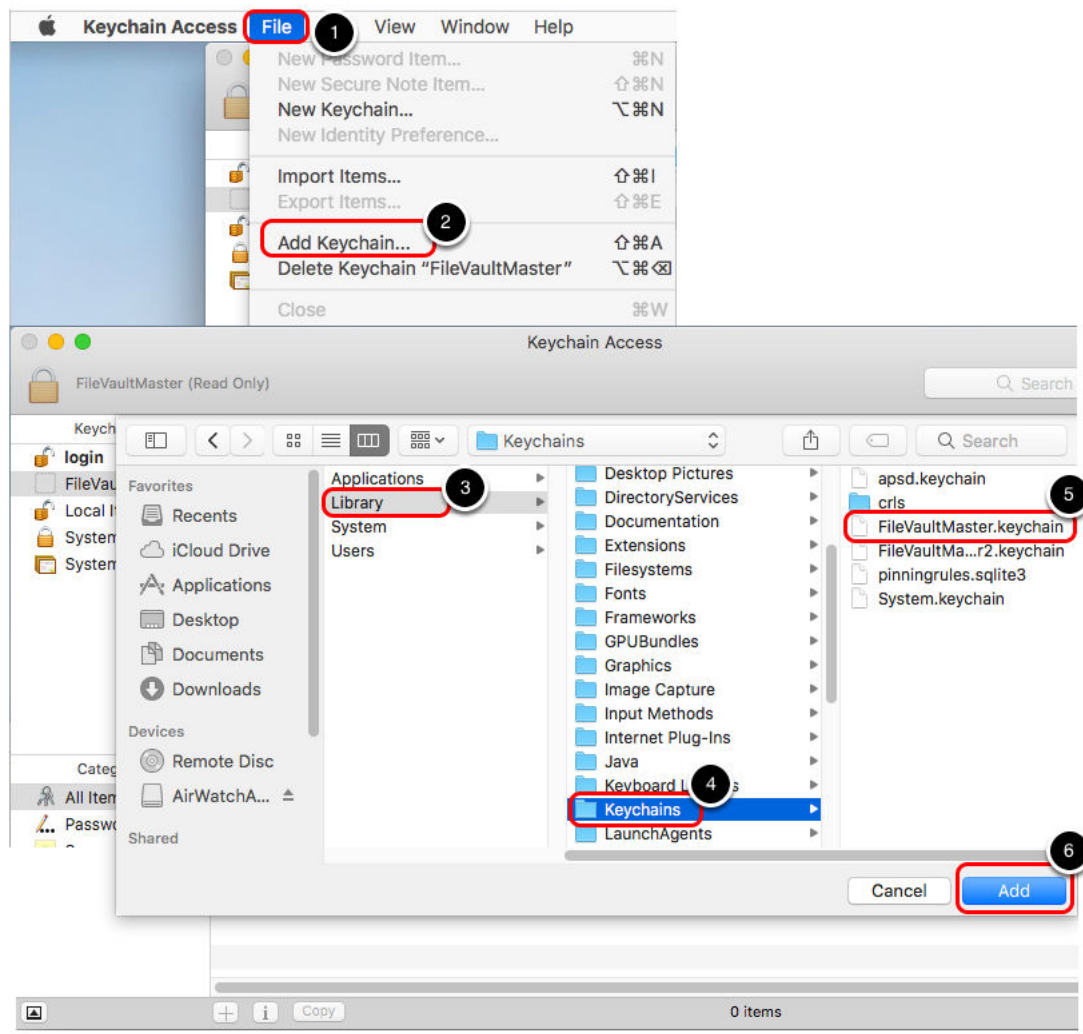 Keychain Access File 1 View Window Help
New Password Item... ⌘N
New Secure Note Item... ⇧⌘N
New Keychain... ⌥⌘N
New Identity Preference...
Import Items... ⇧⌘I
Export Items... ⇧⌘E
2
Add Keychain... ⇧⌘A
Delete Keychain “FileVaultMaster” ⌥⌘⌫
Close ⌘W
Keychain Access
FileVaultMaster (Read Only)
Search
Keych
login
FileVau
Local I
System
System
Keychains
Search
Favorites
Recents
iCloud Drive
Applications
Desktop
Documents
Downloads
Devices
Remote Disc
AirWatchA...
Shared
Applications
3
Library
System
Users
Desktop Pictures
DirectoryServices
Documentation
Extensions
Filesystems
Fonts
Frameworks
GPUBundles
Graphics
Image Capture
Input Methods
Internet Plug-Ins
Java
Keyboard L 4 s
Keychains
LaunchAgents
apsd.keychain
5
crls
FileVaultMaster.keychain
FileVaultMa...r2.keychain
pinningrules.sqlite3
System.keychain
Categ
All Item
Passwo
6
Cancel
Add
Copy
0 items